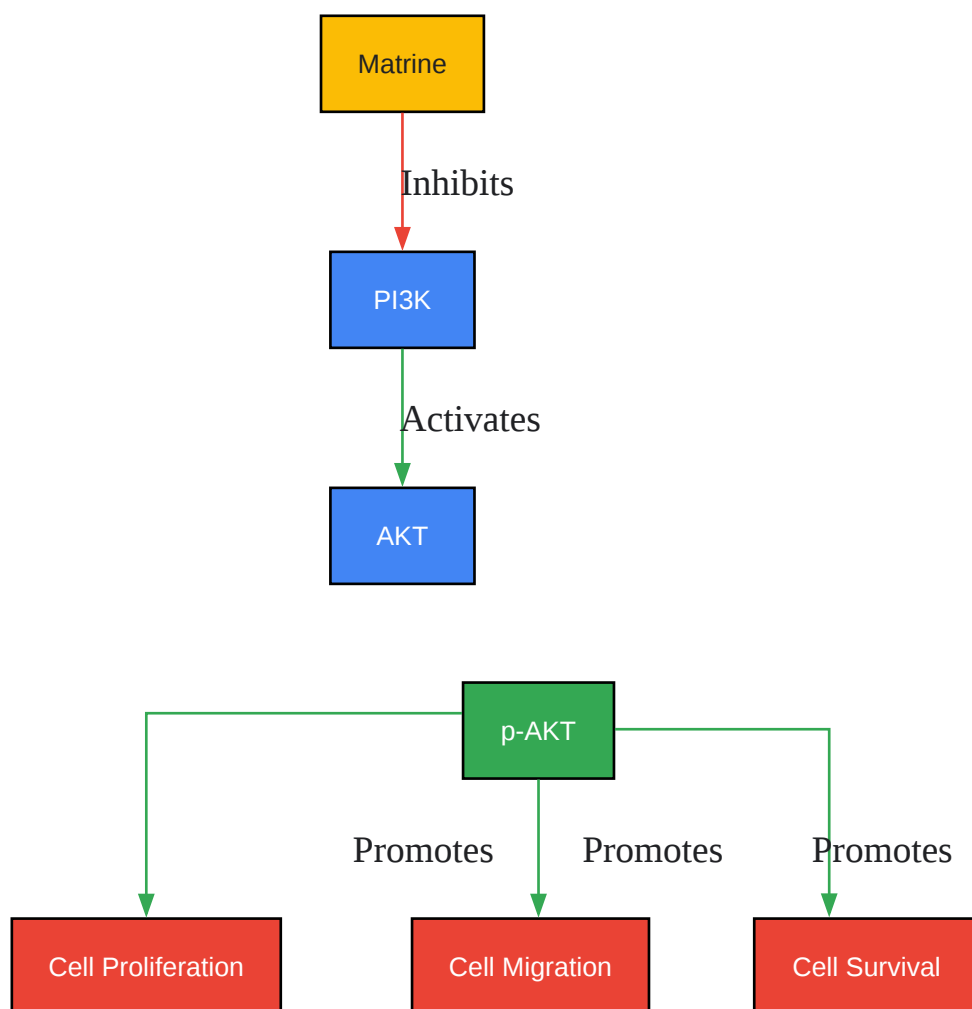 Matrine
Inhibits
PI3K
Activates
AKT
p-AKT
Promotes
Promotes
Promotes
Cell Proliferation
Cell Migration
Cell Survival